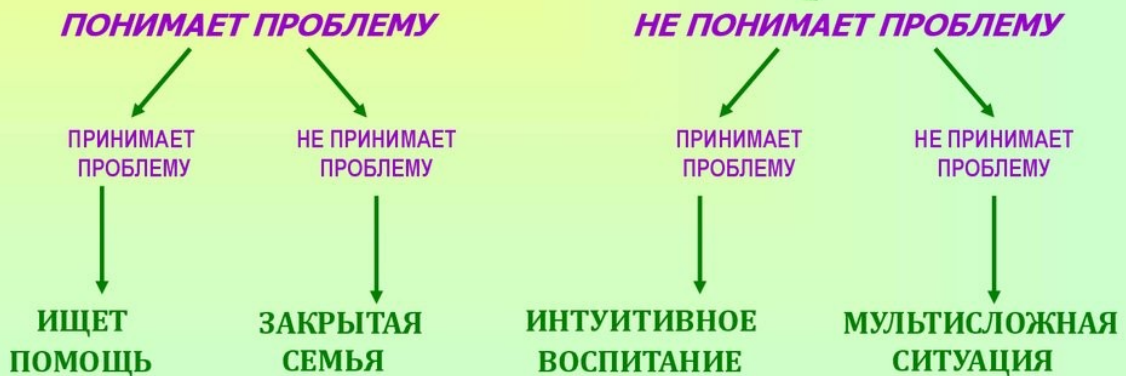 ПОНИМАЕТ ПРОБЛЕМУ
НЕ ПОНИМАЕТ ПРОБЛЕМУ
ПРИНИМАЕТ
ПРОБЛЕМУ
НЕ ПРИНИМАЕТ
ПРОБЛЕМУ
ПРИНИМАЕТ
ПРОБЛЕМУ
НЕ ПРИНИМАЕТ
ПРОБЛЕМУ
ИЩЕТ
ПОМОЩЬ
ЗАКРЫТАЯ
СЕМЬЯ
ИНТУИТИВНОЕ
ВОСПИТАНИЕ
МУЛЬТИСЛОЖНАЯ
СИТУАЦИЯ